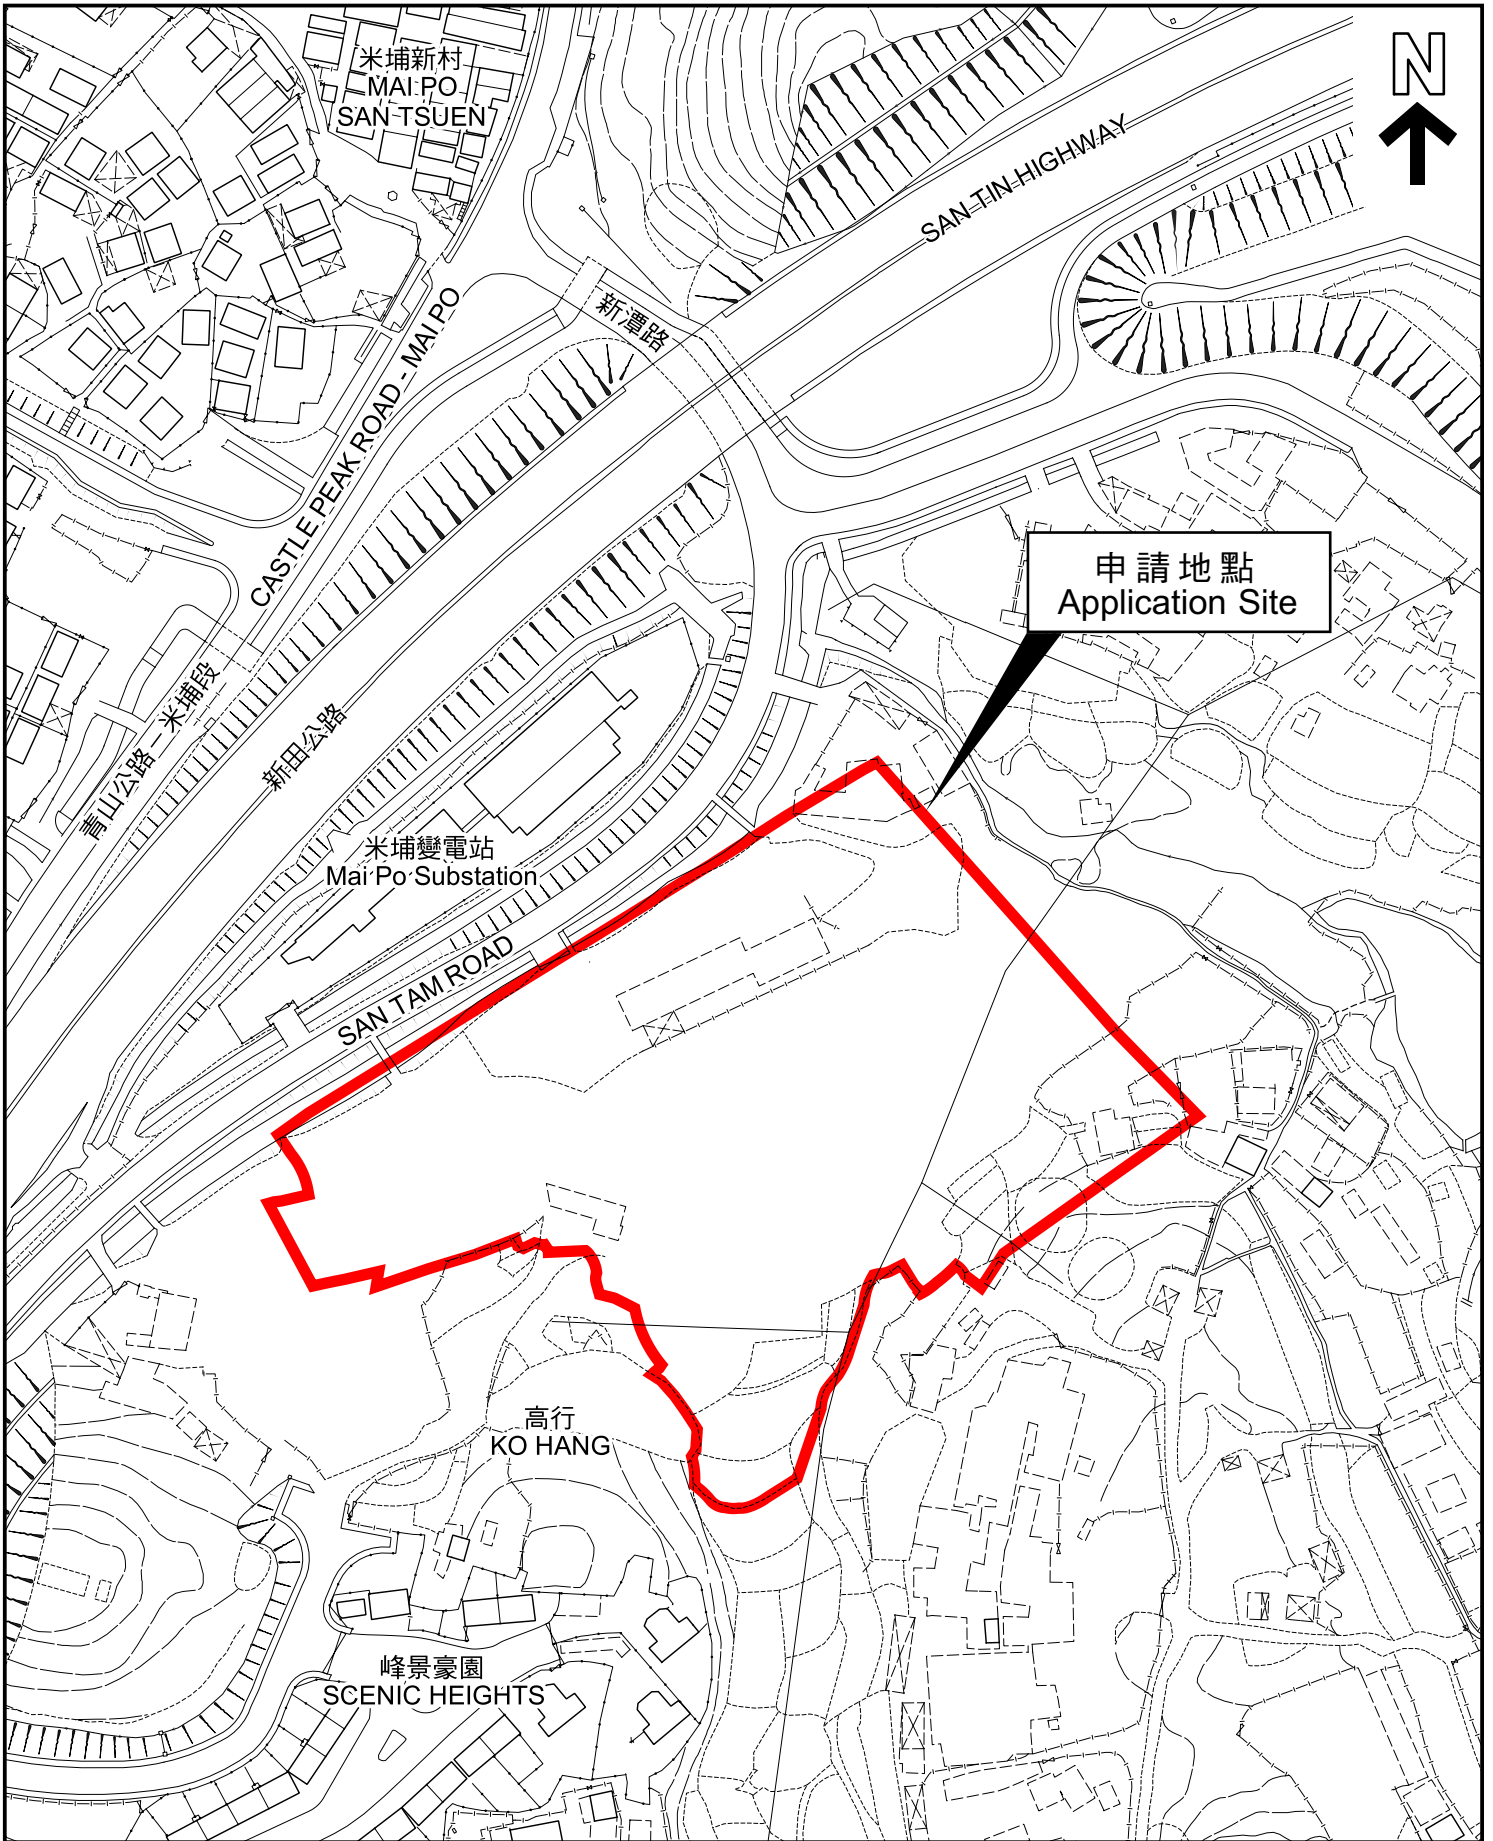 米埔新村
MAI PO
SAN TSUEN
N
SAN TIN HIGHWAY
新潭路
CASTLE PEAK ROAD - MAI PO
申請地點
Application Site
青山公路－米埔段
新田公路
米埔變電站
Mai Po Substation
SAN TAM ROAD
高行
KO HANG
峰景豪園
SCENIC HEIGHTS